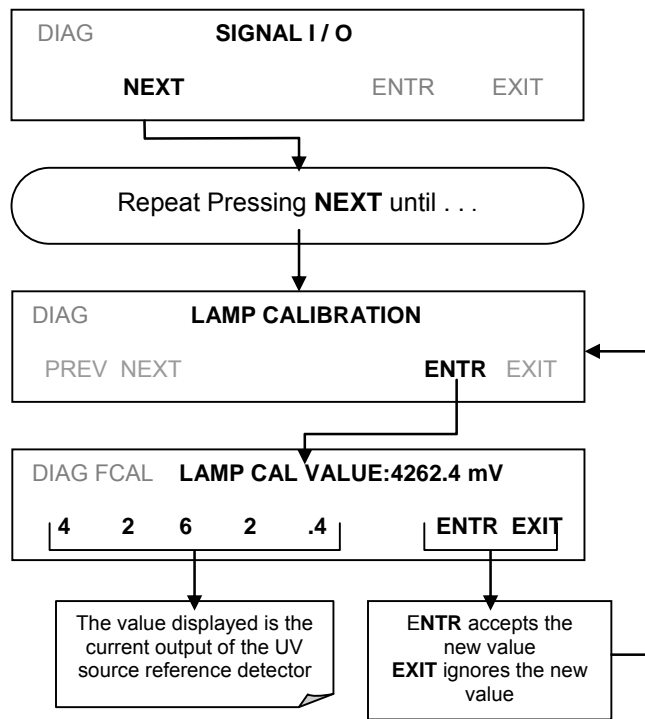 DIAG SIGNAL I / O
NEXT ENTR EXIT
Repeat Pressing NEXT until . . .
DIAG LAMP CALIBRATION
PREV NEXT ENTR EXIT
DIAG FCAL LAMP CAL VALUE:4262.4 mV
4 2 6 2 .4 ENTR EXIT
The value displayed is the
current output of the UV
source reference detector
ENTR accepts the
new value
EXIT ignores the new
value